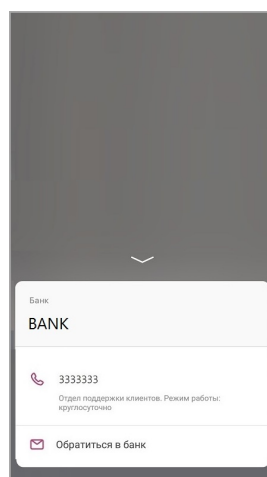 Банк
BANK
3333333
Отдел поддержки клиентов. Режим работы:
круглосуточно
Обратиться в банк